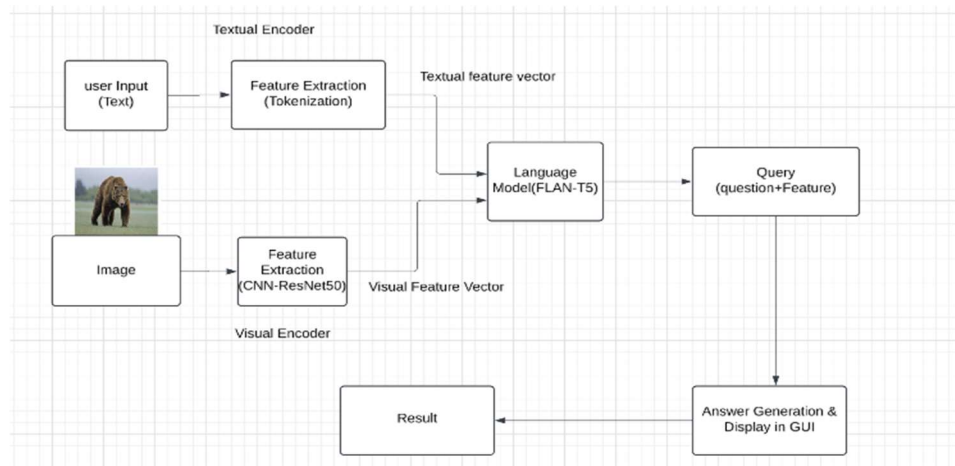 Textual Encoder
user Input
(Text)
Feature Extraction
(Tokenization)
Textual feature vector
Language
Model(FLAN-T5)
Query
(question+Feature)
Image
Feature
Extraction
(CNN-ResNet50)
Visual Feature Vector
Visual Encoder
Result
Answer Generation &
Display in GUI